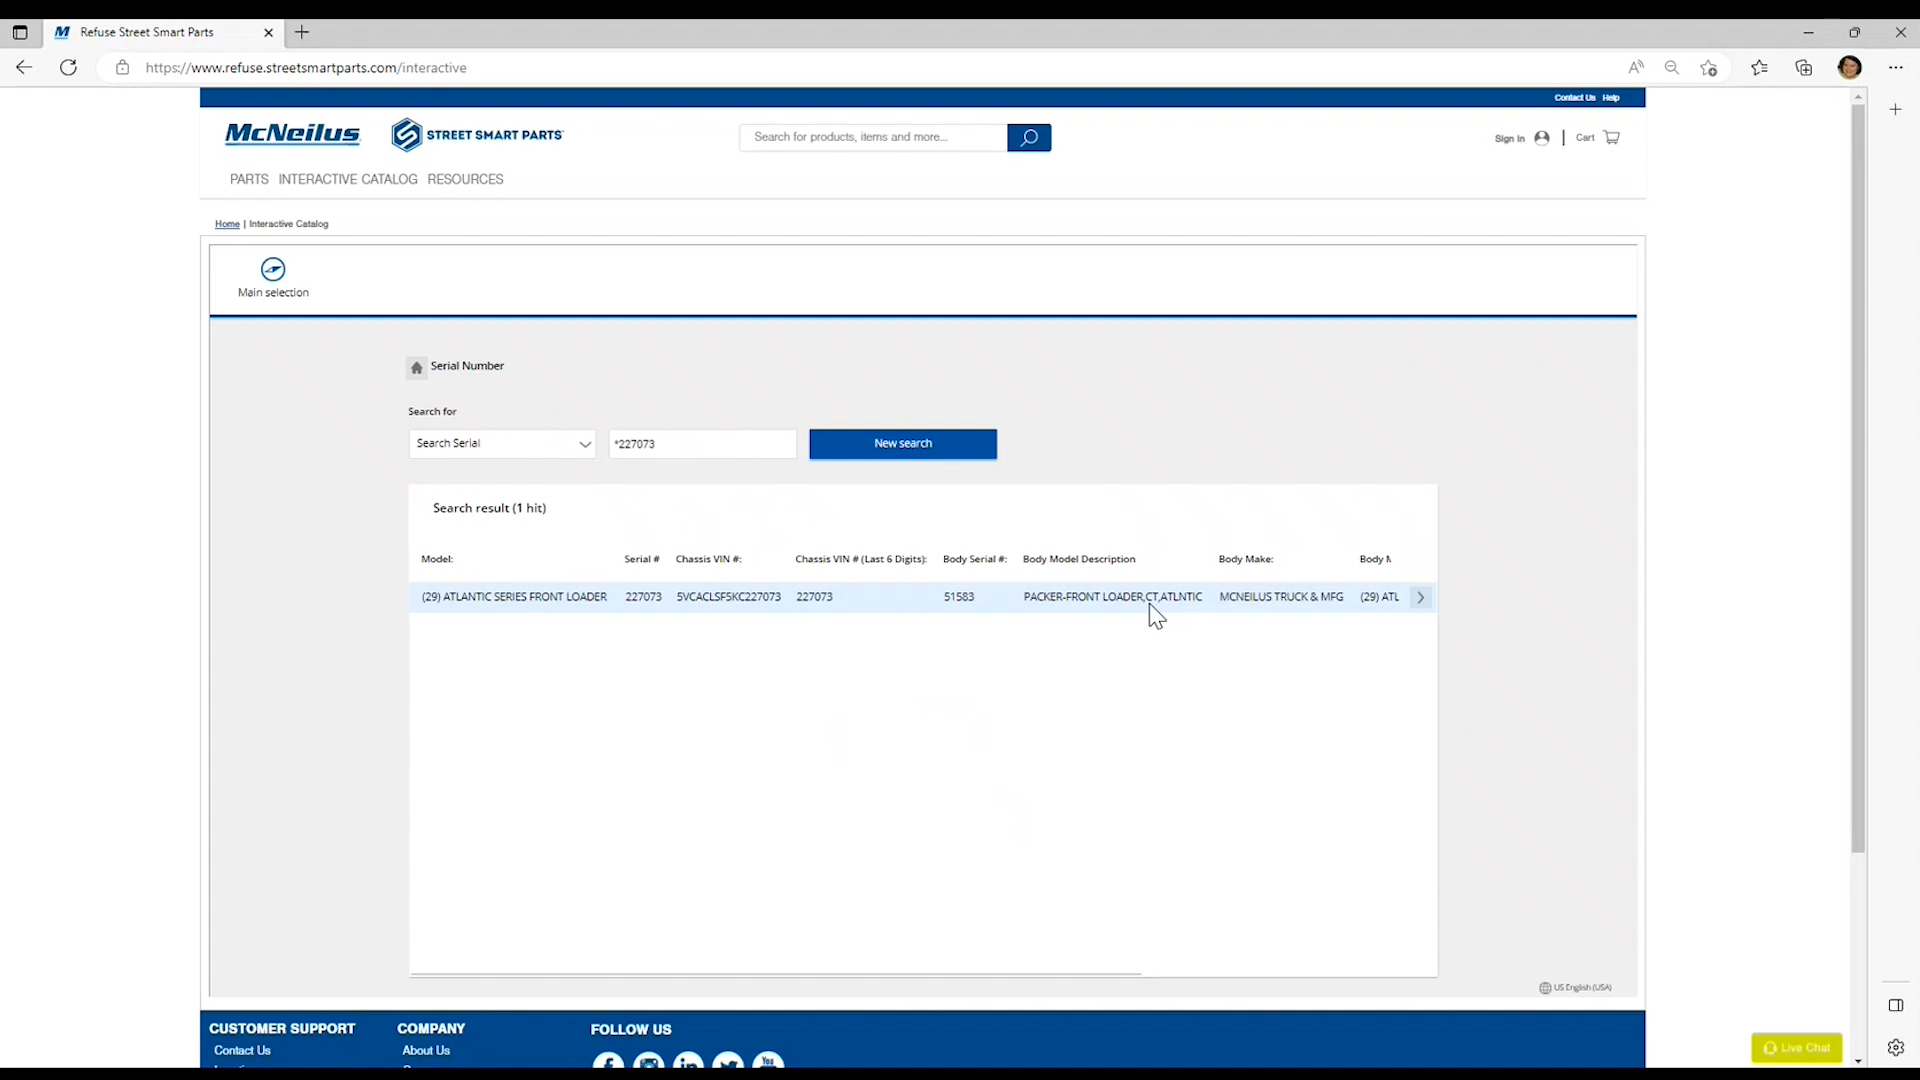 Refuse Street Smart Parts
https://www.refuse.streetsmartparts.com/interactive
Contact Us Help
McNeilus STREET SMART PARTS
Search for products, items and more...
Sign In | Cart
PARTS INTERACTIVE CATALOG RESOURCES
Home | Interactive Catalog
Main selection
Serial Number
Search for
Search Serial *227073 New search
Search result (1 hit)
Model: Serial # Chassis VIN #: Chassis VIN # (Last 6 Digits): Body Serial #: Body Model Description Body Make: Body M
(29) ATLANTIC SERIES FRONT LOADER 227073 5VCACLSF5KC227073 227073 51583 PACKER-FRONT LOADER,CT,ATLNTIC MCNEILUS TRUCK & MFG (29) ATL
US English (USA)
CUSTOMER SUPPORT COMPANY FOLLOW US
Contact Us About Us
Live Chat